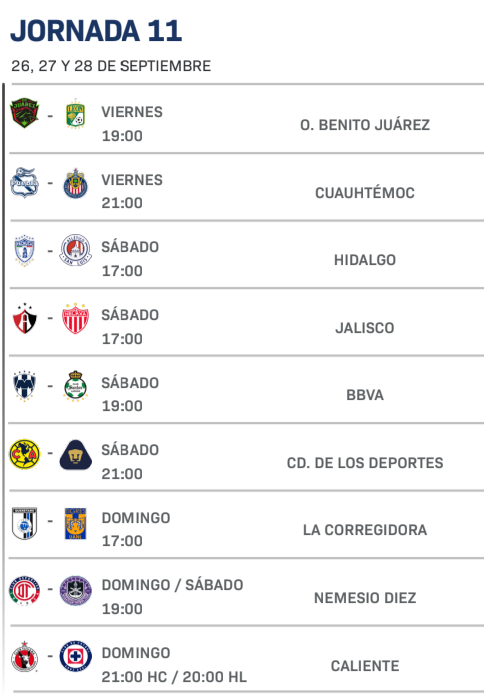 JORNADA 11
26, 27 Y 28 DE SEPTIEMBRE
VIERNES
19:00
O. BENITO JUÁREZ
VIERNES
21:00
CUAUHTÉMOC
SÁBADO
17:00
HIDALGO
SÁBADO
17:00
JALISCO
SÁBADO
19:00
BBVA
SÁBADO
21:00
CD. DE LOS DEPORTES
DOMINGO
17:00
LA CORREGIDORA
DOMINGO / SÁBADO
19:00
NEMESIO DIEZ
DOMINGO
21:00 HC / 20:00 HL
CALIENTE